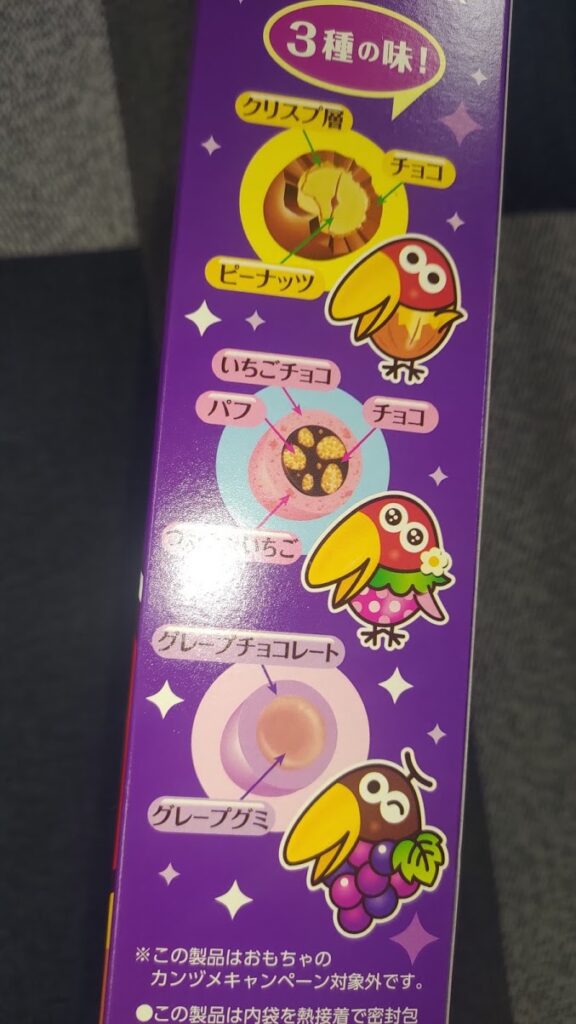 3種の味!
クリスプ層
チョコ
ピーナッツ
いちごチョコ
パフ
チョコ
いちご
グレープチョコレート
グレープグミ
※この製品はおもちゃの
カンヅメキャンペーン対象外です。
●この製品は内袋を熱接着で密封包